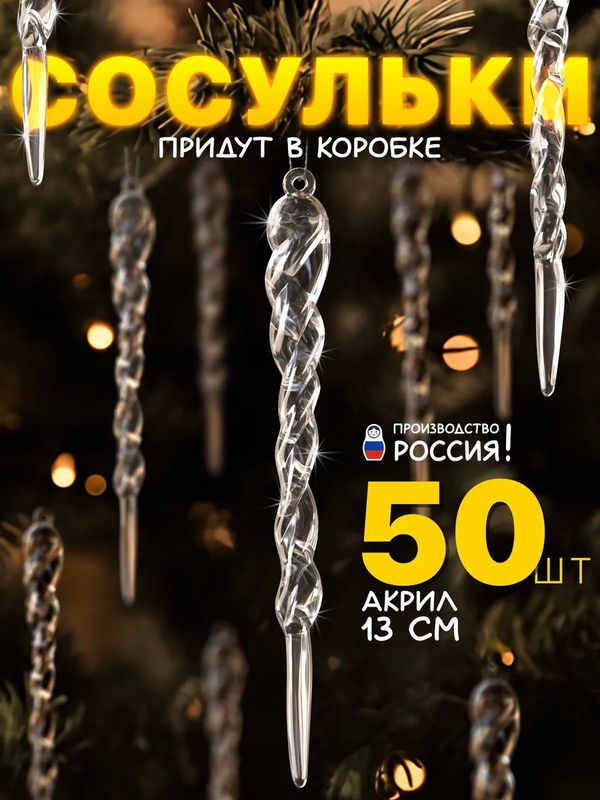 СОСУЛЬКИ
ПРИДУТ В КОРОБКЕ
ПРОИЗВОДСТВО
РОССИЯ!
50 ШТ
АКРИЛ
13 СМ